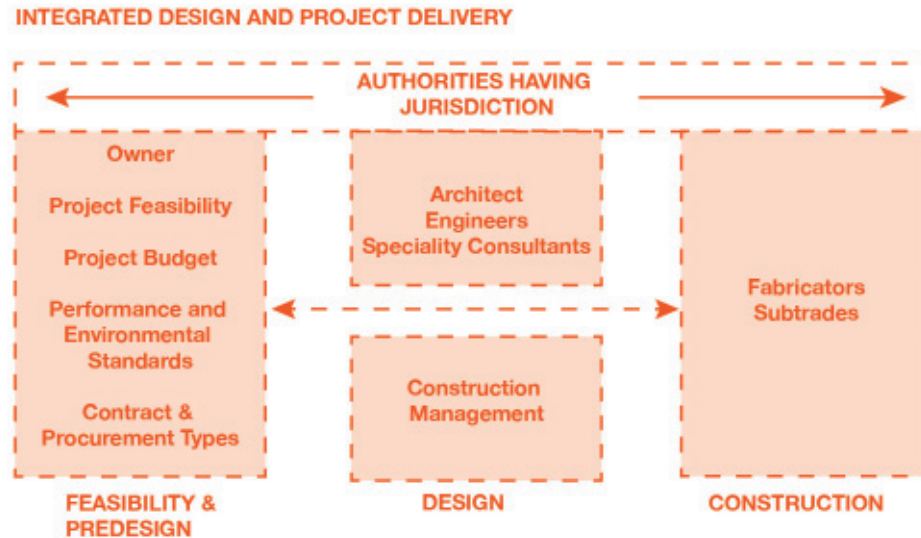 INTEGRATED DESIGN AND PROJECT DELIVERY
AUTHORITIES HAVING
JURISDICTION
Owner
Project Feasibility
Project Budget
Performance and
Environmental
Standards
Contract &
Procurement Types
FEASIBILITY &
PREDESIGN
Architect
Engineers
Speciality Consultants
Construction
Management
DESIGN
Fabricators
Subtrades
CONSTRUCTION